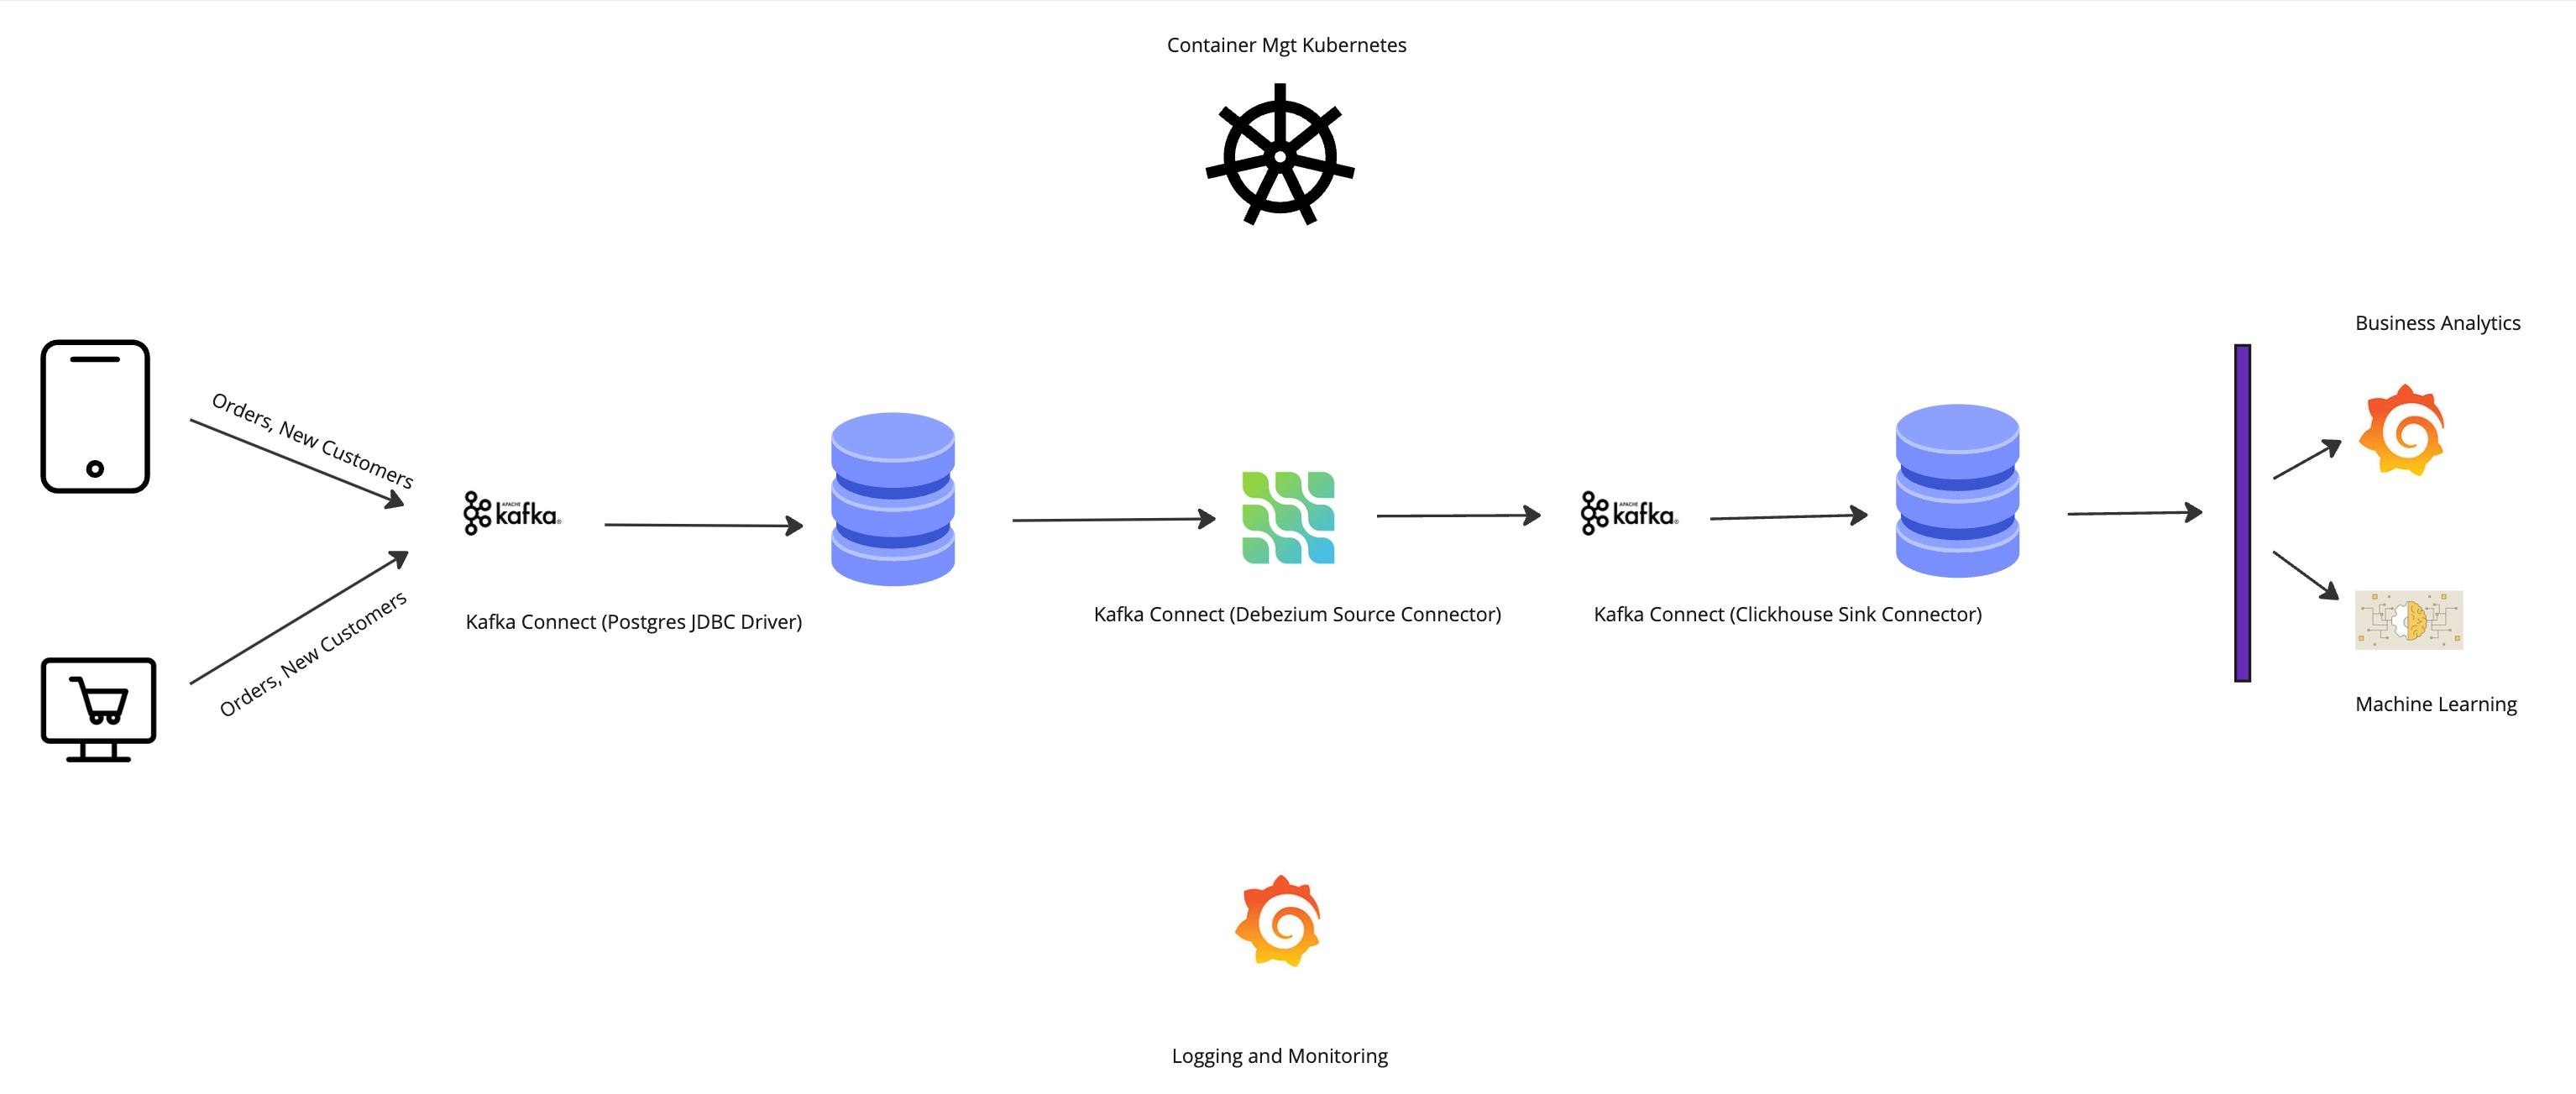 Container Mgt Kubernetes
Business Analytics
Orders, New Customers
APACHE
kafka®
APACHE
kafka®
Orders, New Customers
Kafka Connect (Postgres JDBC Driver)
Kafka Connect (Debezium Source Connector)
Kafka Connect (Clickhouse Sink Connector)
Machine Learning
Logging and Monitoring